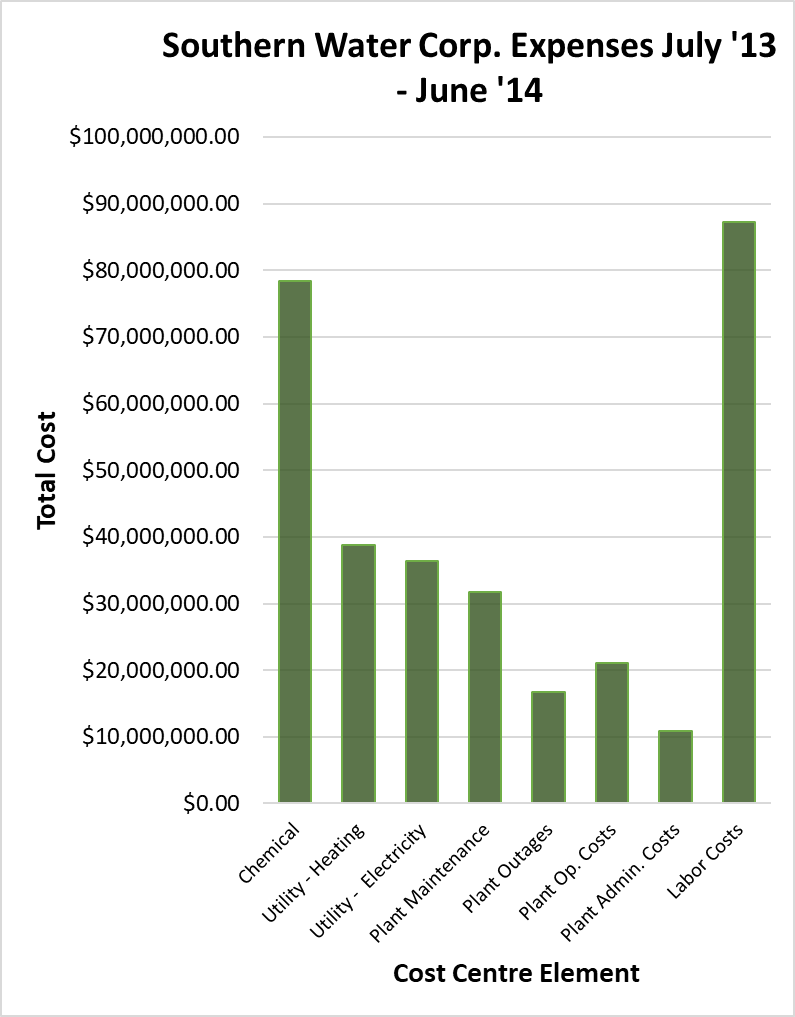 Southern Water Corp. Expenses July '13
- June '14
$100,000,000.00
$90,000,000.00
$80,000,000.00
$70,000,000.00
$60,000,000.00
$50,000,000.00
$40,000,000.00
$30,000,000.00
$20,000,000.00
$10,000,000.00
$0.00
Total Cost
Chemical
Utility - Heating
Utility - Electricity
Plant Maintenance
Plant Outages
Plant Op. Costs
Plant Admin. Costs
Labor Costs
Cost Centre Element